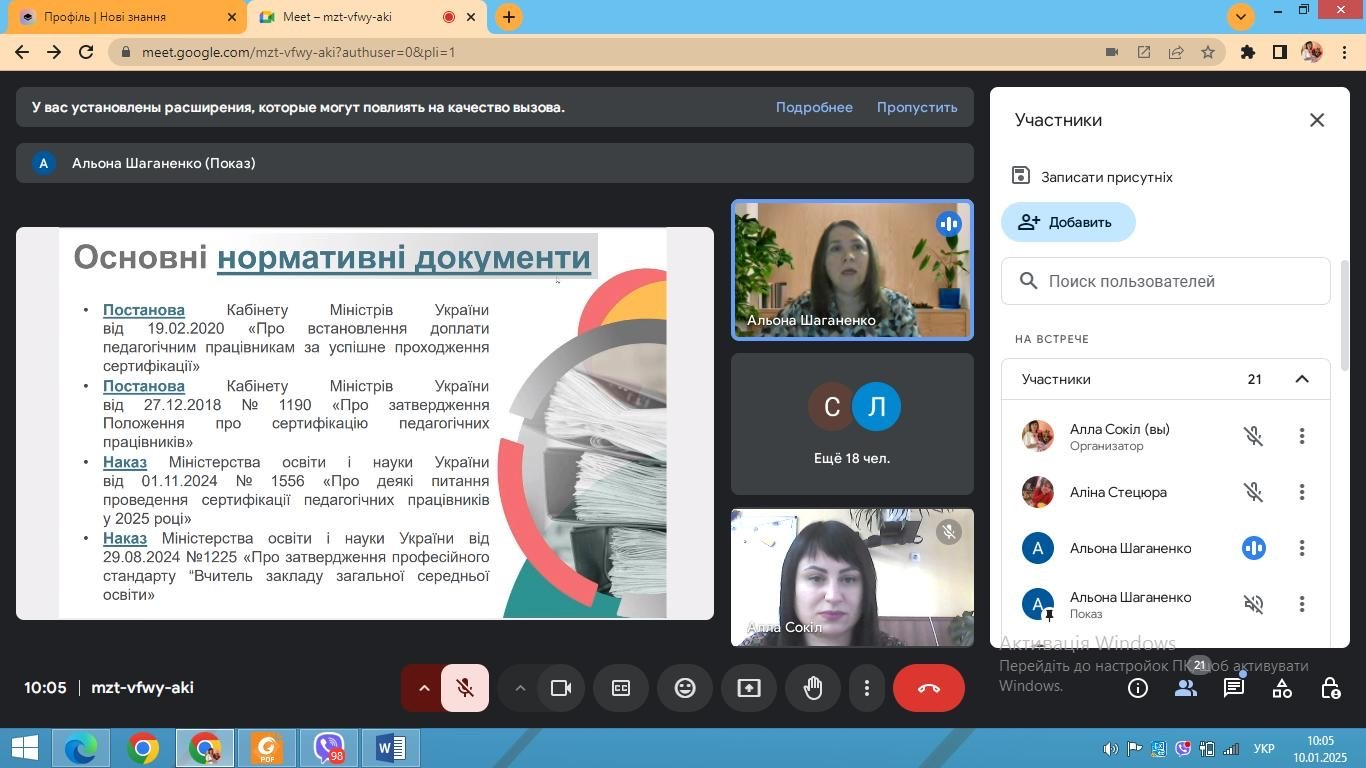 Профіль | Нові знання
Meet – mzt-vfwy-aki
meet.google.com/mzt-vfwy-aki?authuser=0&pli=1
У вас установлены расширения, которые могут повлиять на качество вызова.
Подробнее
Пропустить
А
Альона Шаганенко (Показ)
Основні нормативні документи
• Постанова Кабінету Міністрів України
від 19.02.2020 «Про встановлення доплати
педагогічним працівникам за успішне проходження
сертифікації»
• Постанова Кабінету Міністрів України
від 27.12.2018 № 1190 «Про затвердження
Положення про сертифікацію педагогічних
працівників»
• Наказ Міністерства освіти і науки України
від 01.11.2024 № 1556 «Про деякі питання
проведення сертифікації педагогічних працівників
у 2025 році»
• Наказ Міністерства освіти і науки України від
29.08.2024 №1225 «Про затвердження професійного
стандарту “Вчитель закладу загальної середньої
освіти»
Альона Шаганенко
С
Л
Ещё 18 чел.
Алла Сокіл
Участники
Записати присутніх
Добавить
Поиск пользователей
НА ВСТРЕЧЕ
Участники
21
Алла Сокіл (вы)
Организатор
Аліна Стецюра
А
Альона Шаганенко
А
Альона Шаганенко
Показ
Активація Windows
Перейдіть до настройок ПК, щоб активувати
Windows.
10:05
mzt-vfwy-aki
21
PDF
98
W
УКР
10:05
10.01.2025